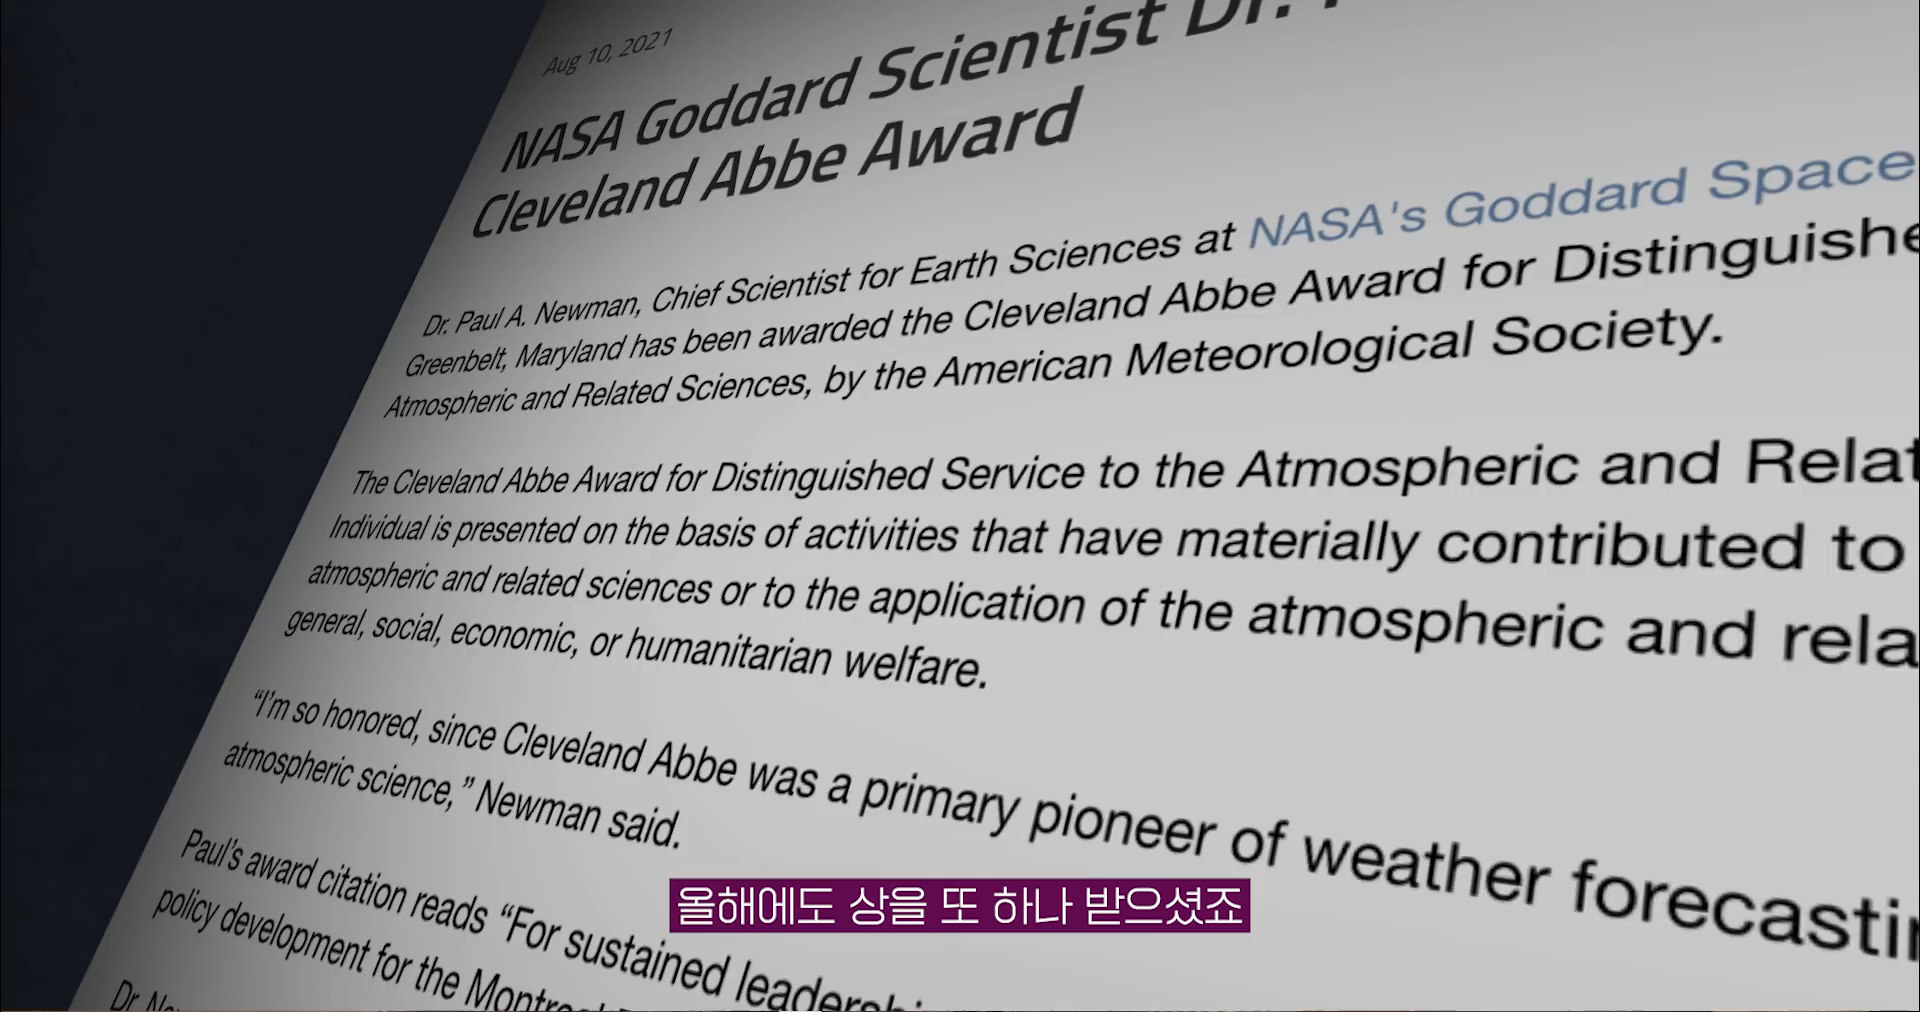 Aug 10, 2021
NASA Goddard Scientist Dr.
Cleveland Abbe Award
Dr. Paul A. Newman, Chief Scientist for Earth Sciences at NASA's Goddard Space
Greenbelt, Maryland has been awarded the Cleveland Abbe Award for
Atmospheric and Related Sciences, by the American Meteorological Society.
The Cleveland Abbe Award for Distinguished Service to the Atmospheric and
Individual is presented on the basis of activities that have materially contributed to
atmospheric and related sciences or to the application of the atmospheric and
general, social, economic, or humanitarian welfare.
“I’m so honored, since Cleveland Abbe was a primary pioneer of weather
atmospheric science,” Newman said.
Paul’s award citation reads “For sustained
policy development for the
Dr.
올해에도 상을 또 하나 받으셨죠